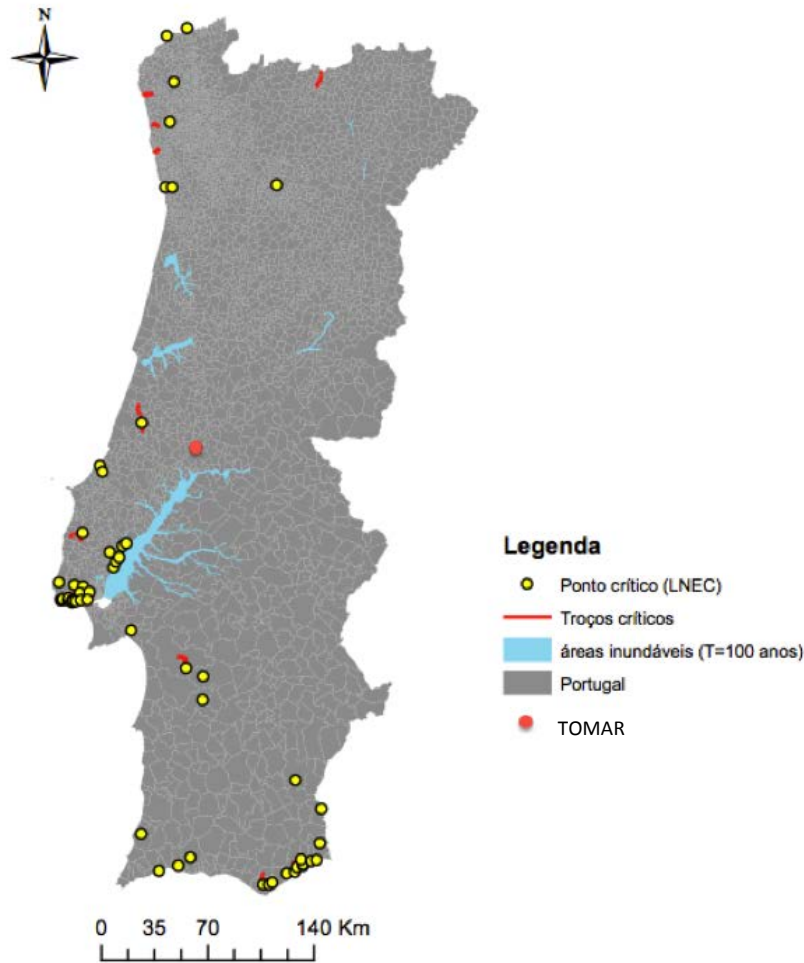 N
Legenda
Ponto crítico (LNEC)
Troços críticos
áreas inundáveis (T=100 anos)
Portugal
TOMAR
0 35 70 140 Km